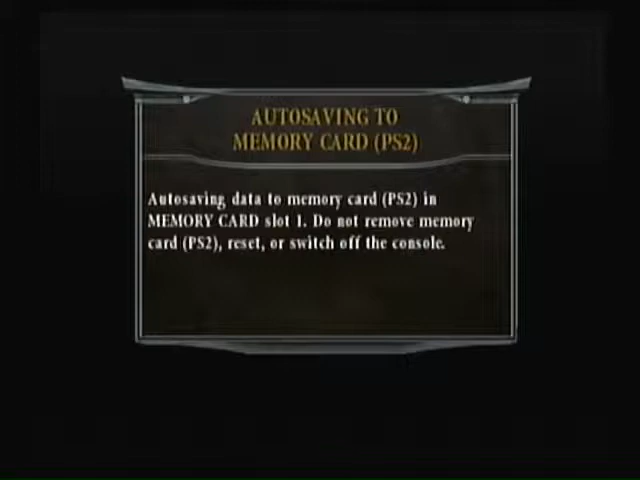 AUTOSAVING TO
MEMORY CARD (PS2)
Autosaving data to memory card (PS2) in
MEMORY CARD slot 1. Do not remove memory
card (PS2), reset, or switch off the console.